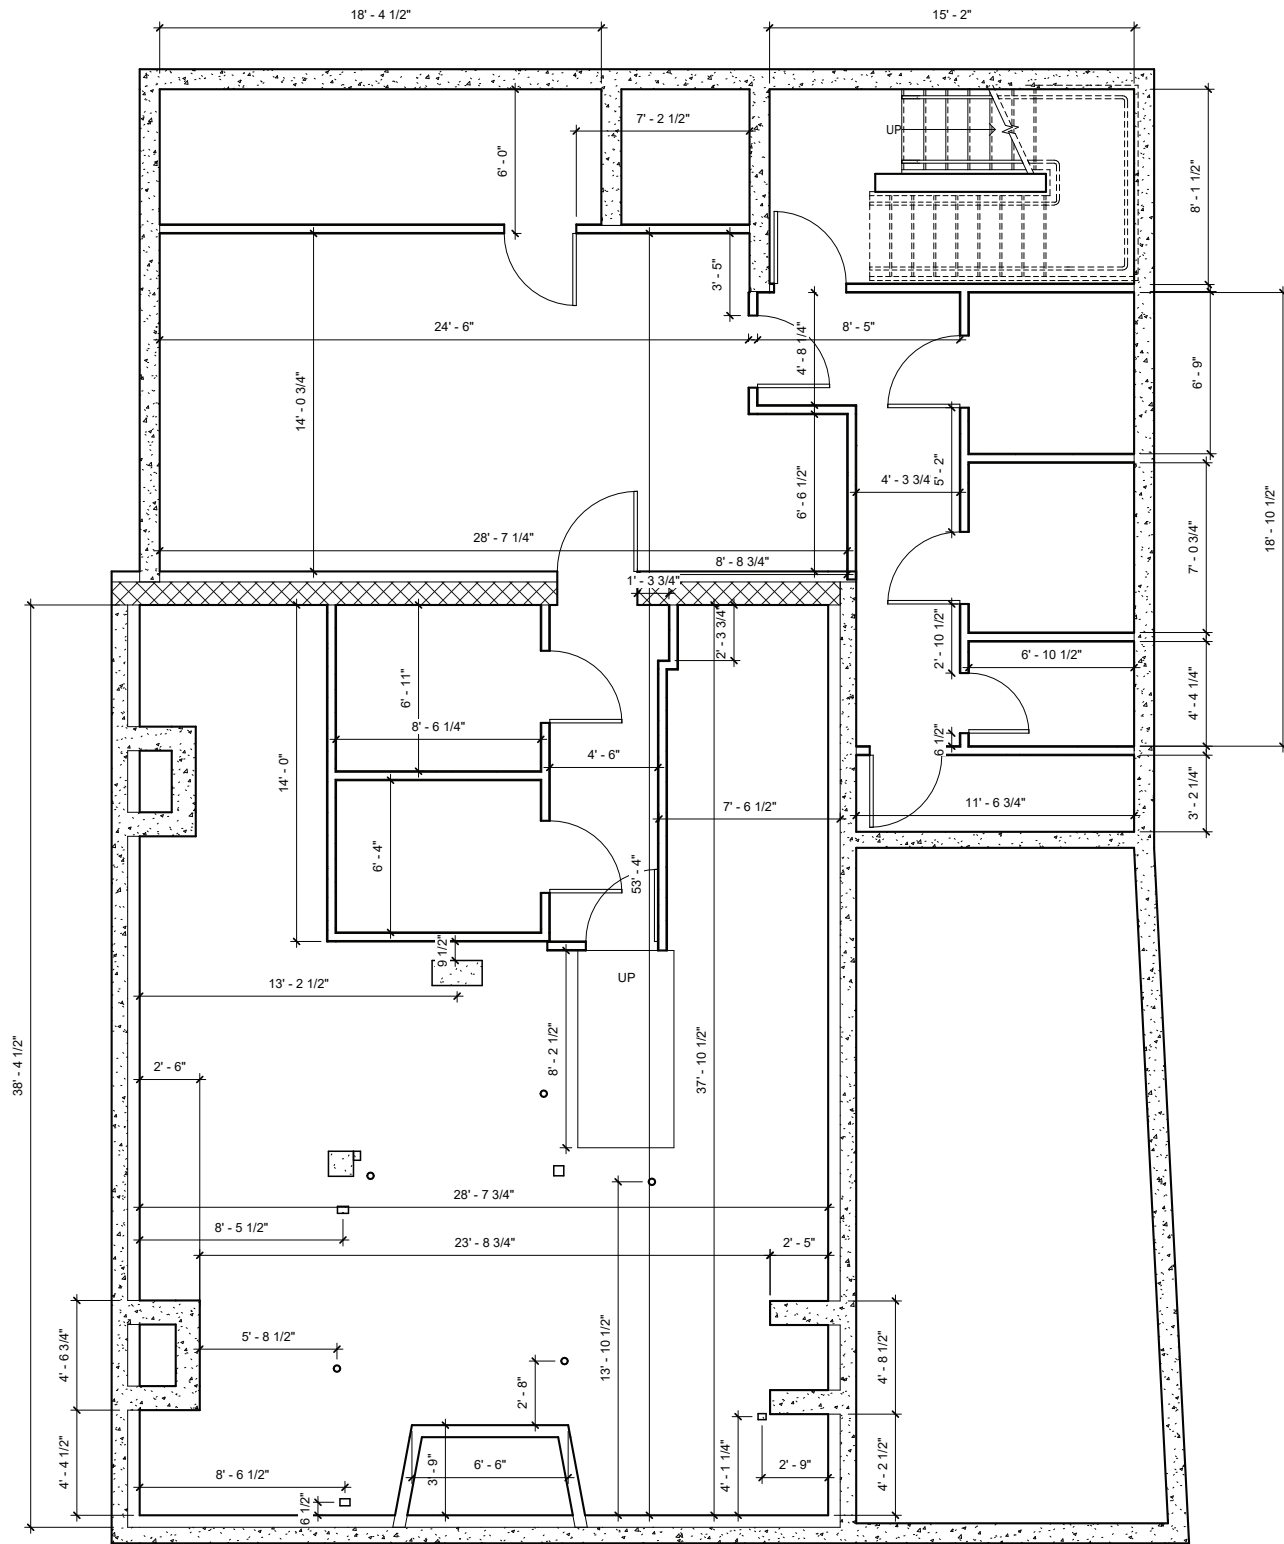 18' - 4 1/2"
15' - 2"
7' - 2 1/2"
UP
6' - 0"
8' - 1 1/2"
3' - 5"
24' - 6"
8' - 5"
4' - 8 1/4"
14' - 0 3/4"
6' - 9"
5' - 2"
4' - 3 3/4
6' - 6 1/2"
7' - 0 3/4"
18' - 10 1/2"
28' - 7 1/4"
8' - 8 3/4"
1' - 3 3/4"
2' - 3 3/4"
2' - 10 1/2"
6' - 10 1/2"
6' - 11"
4' - 4 1/4"
8' - 6 1/4"
4' - 6"
6 1/2"
14' - 0"
7' - 6 1/2"
11' - 6 3/4"
3' - 2 1/4"
6' - 4"
53' - 4"
9 1/2"
13' - 2 1/2"
UP
8' - 2 1/2"
37' - 10 1/2"
38' - 4 1/2"
2' - 6"
28' - 7 3/4"
8' - 5 1/2"
23' - 8 3/4"
2' - 5"
4' - 6 3/4"
5' - 8 1/2"
13' - 10 1/2"
4' - 8 1/2"
2' - 8"
4' - 4 1/2"
8' - 6 1/2"
3' - 9"
6' - 6"
4' - 1 1/4"
2' - 9"
4' - 2 1/2"
6 1/2"